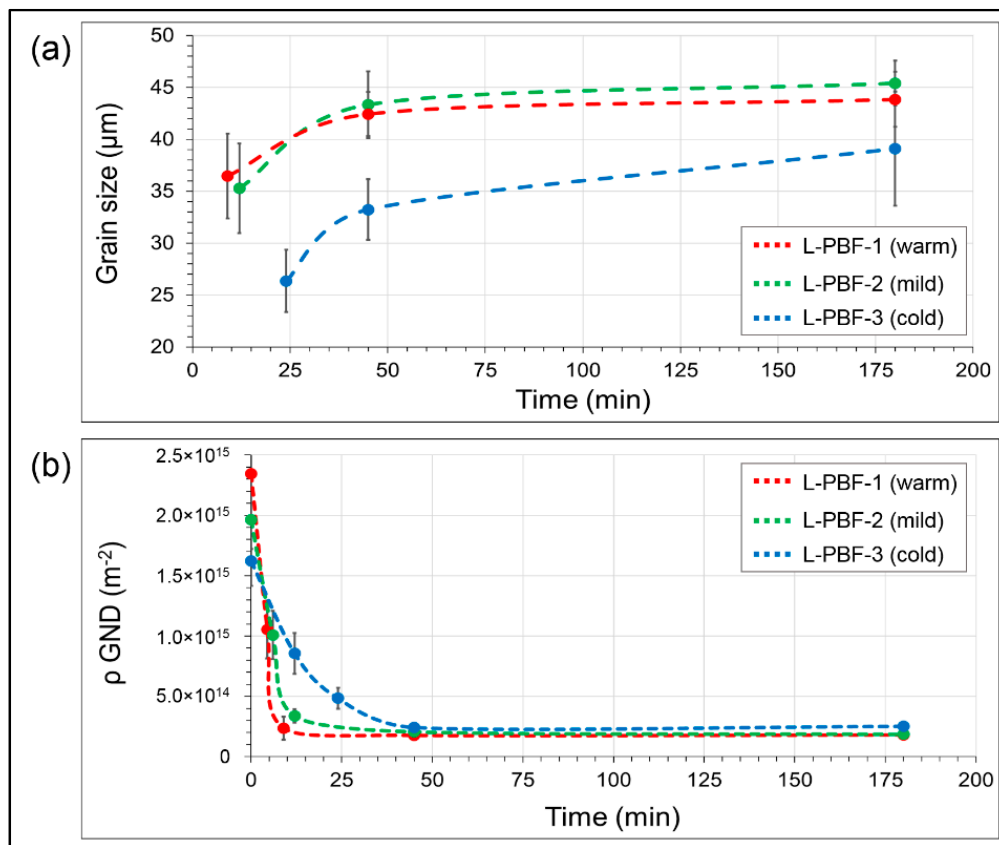 (a)
50
45
40
35
30
25
20
Grain size (μm)
L-PBF-1 (warm)
L-PBF-2 (mild)
L-PBF-3 (cold)
0 25 50 75 100 125 150 175 200
Time (min)
(b)
2.5×10¹⁵
2.0×10¹⁵
1.5×10¹⁵
1.0×10¹⁵
5.0×10¹⁴
0
ρ GND (m⁻²)
L-PBF-1 (warm)
L-PBF-2 (mild)
L-PBF-3 (cold)
0 25 50 75 100 125 150 175 200
Time (min)